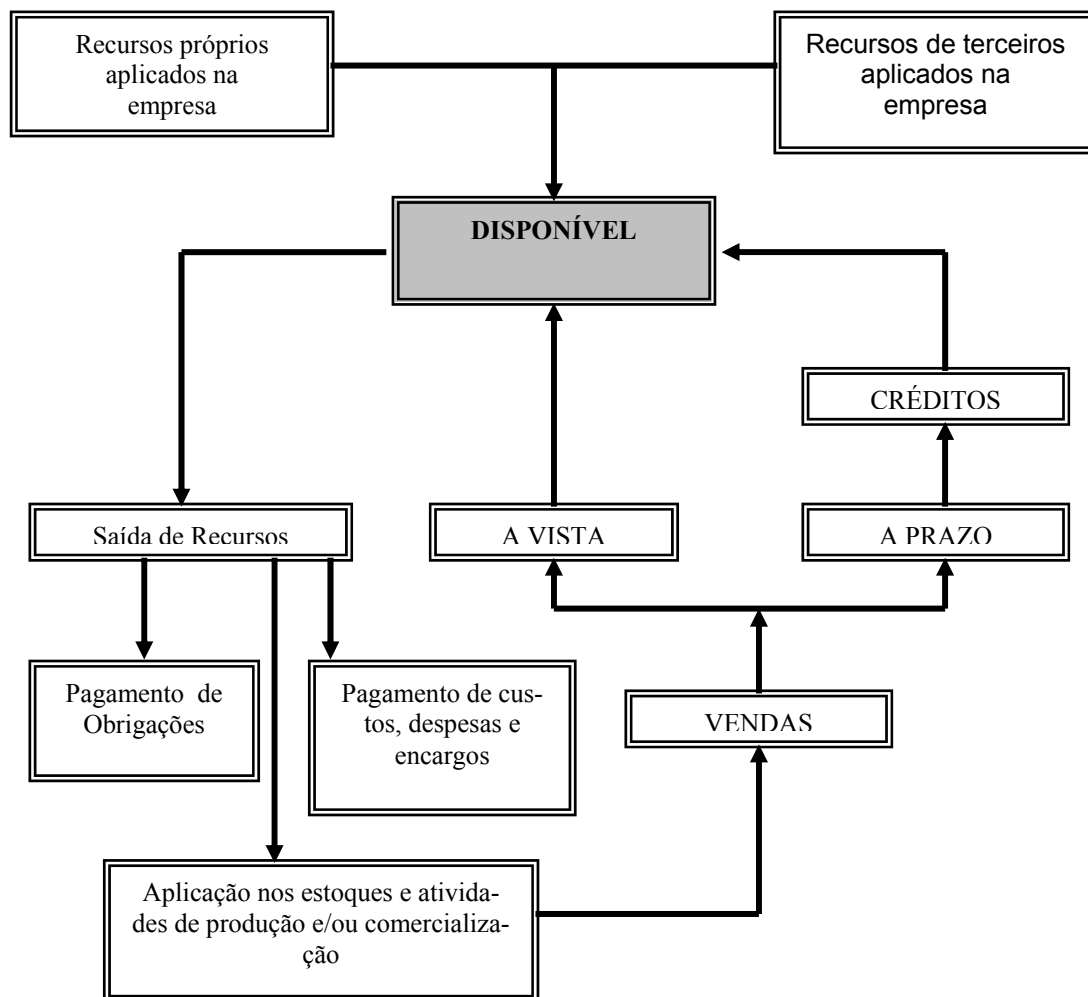 Recursos próprios
aplicados na
empresa
Recursos de terceiros
aplicados na
empresa
DISPONÍVEL
CRÉDITOS
Saída de Recursos
A VISTA
A PRAZO
Pagamento de
Obrigações
Pagamento de cus-
tos, despesas e
encargos
VENDAS
Aplicação nos estoques e ativida-
des de produção e/ou comercializa-
ção